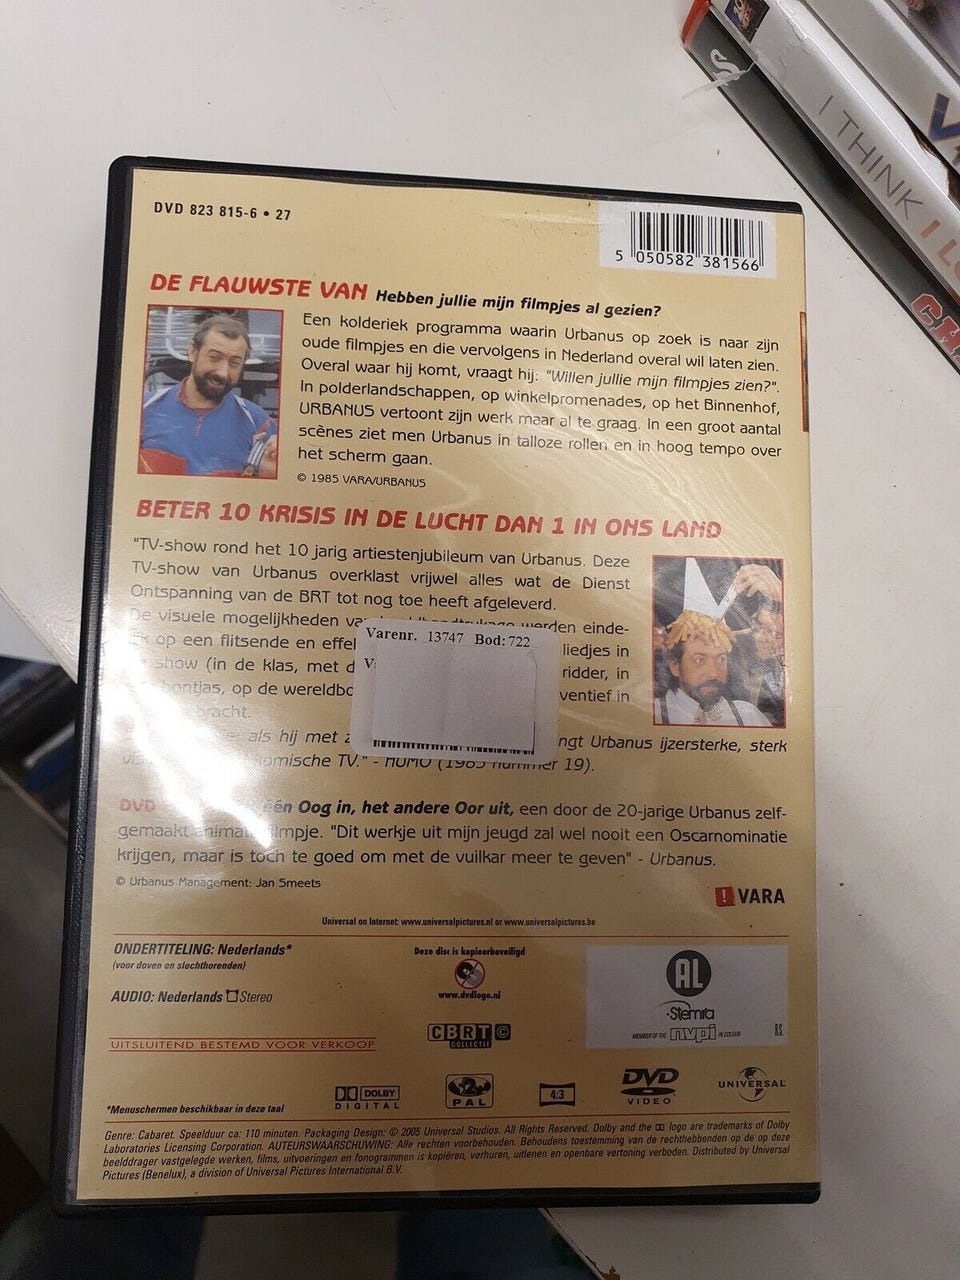 I THINK I L
DVD 823 815-6 • 27
5 050582 381566
DE FLAUWSTE VAN Hebben jullie mijn filmpjes al gezien?
Een kolderiek programma waarin Urbanus op zoek is naar zijn
oude filmpjes en die vervolgens in Nederland overal wil laten zien.
Overal waar hij komt, vraagt hij: "Willen jullie mijn filmpjes zien?".
In polderlandschappen, op winkelpromenades, op het Binnenhof,
URBANUS vertoont zijn werk maar al te graag. In een groot aantal
scènes ziet men Urbanus in talloze rollen en in hoog tempo over
het scherm gaan.
© 1985 VARA/URBANUS
BETER 10 KRISIS IN DE LUCHT DAN 1 IN ONS LAND
"TV-show rond het 10 jarig artiestenjubileum van Urbanus. Deze
TV-show van Urbanus overklast vrijwel alles wat de Dienst
Ontspanning van de BRT tot nog toe heeft afgeleverd.
De visuele mogelijkheden werden einde-
op een flitsende en liedjes in
show (in de klas, met ridder, in
op de
Varenr. 13747 Bod: 722
als hij met Urbanus ijzersterke, sterk
komische TV." - HUMO (1985 nummer 19).
DVD één Oog in, het andere Oor uit, een door de 20-jarige Urbanus zelf-
gemaakt "Dit werkje uit mijn jeugd zal wel nooit een Oscarnominatie
krijgen, maar is toch te goed om met de vuilkar meer te geven" - Urbanus.
© Urbanus Management: Jan Smeets
! VARA
Universal on Internet: www.universalpictures.nl or www.universalpictures.be
ONDERTITELING: Nederlands*
(voor doven en slechthorenden)
AUDIO: Nederlands Stereo
UITSLUITEND BESTEMD VOOR VERKOOP
*Menuschermen beschikbaar in deze taal
Deze disc is kopieerbeveiligd
www.dvdlogo.nl
CBRT ©
COLLECTIE
AL
Stemra
MEMBER OF THE nvpi IN COLOUR
R.S.
DOLBY
DIGITAL
2
PAL
4:3
DVD
VIDEO
UNIVERSAL
Genre: Cabaret. Speelduur ca: 110 minuten. Packaging Design: © 2005 Universal Studios. All Rights Reserved. Dolby and the logo are trademarks of Dolby
Laboratories Licensing Corporation. AUTEURSWAARSCHUWING: Alle rechten voorbehouden. Behoudens toestemming van de rechthebbenden op de op deze
beelddrager vastgelegde werken, films, uitvoeringen en fonogrammen is kopiëren, verhuren, uitlenen en openbare vertoning verboden. Distributed by Universal
Pictures (Benelux), a division of Universal Pictures International B.V.